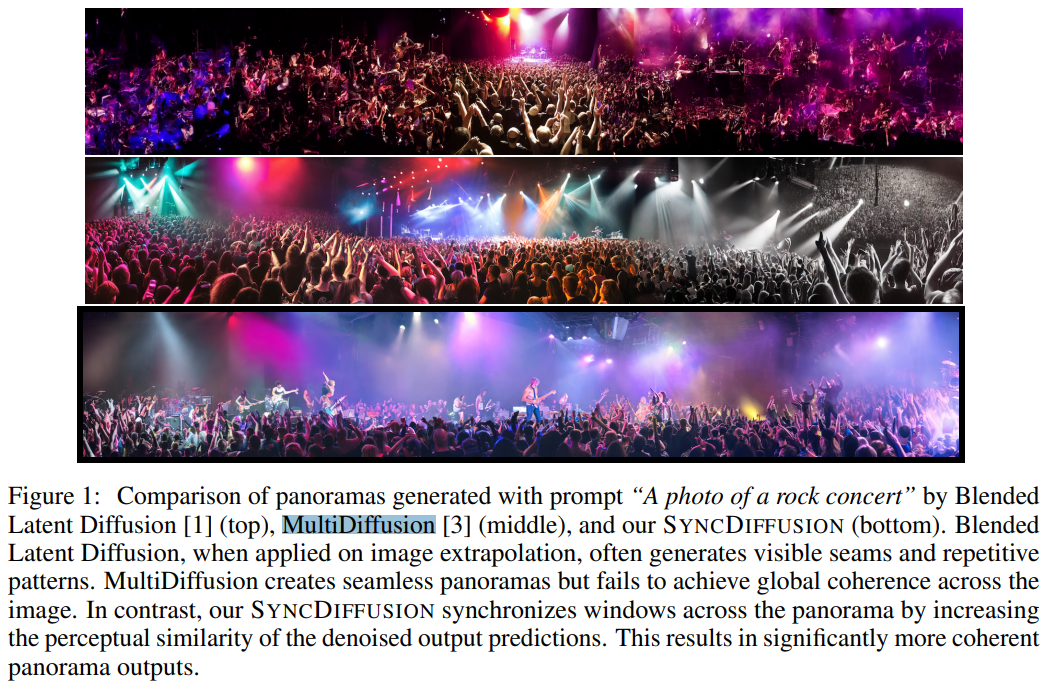 Figure 1: Comparison of panoramas generated with prompt “A photo of a rock concert” by Blended
Latent Diffusion [1] (top), MultiDiffusion [3] (middle), and our SYNCDIFFUSION (bottom). Blended
Latent Diffusion, when applied on image extrapolation, often generates visible seams and repetitive
patterns. MultiDiffusion creates seamless panoramas but fails to achieve global coherence across the
image. In contrast, our SYNCDIFFUSION synchronizes windows across the panorama by increasing
the perceptual similarity of the denoised output predictions. This results in significantly more coherent
panorama outputs.